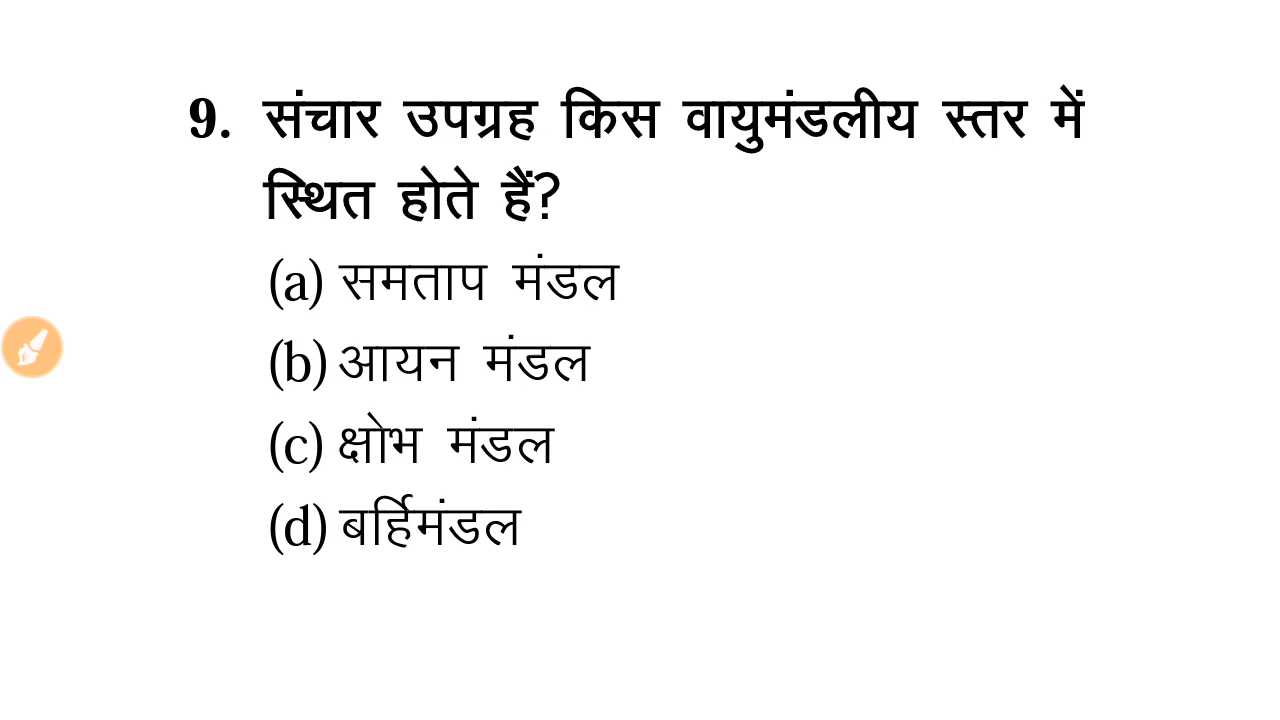 9. संचार उपग्रह किस वायुमंडलीय स्तर में
स्थित होते हैं?
(a) समताप मंडल
(b) आयन मंडल
(c) क्षोभ मंडल
(d) बर्हिमंडल